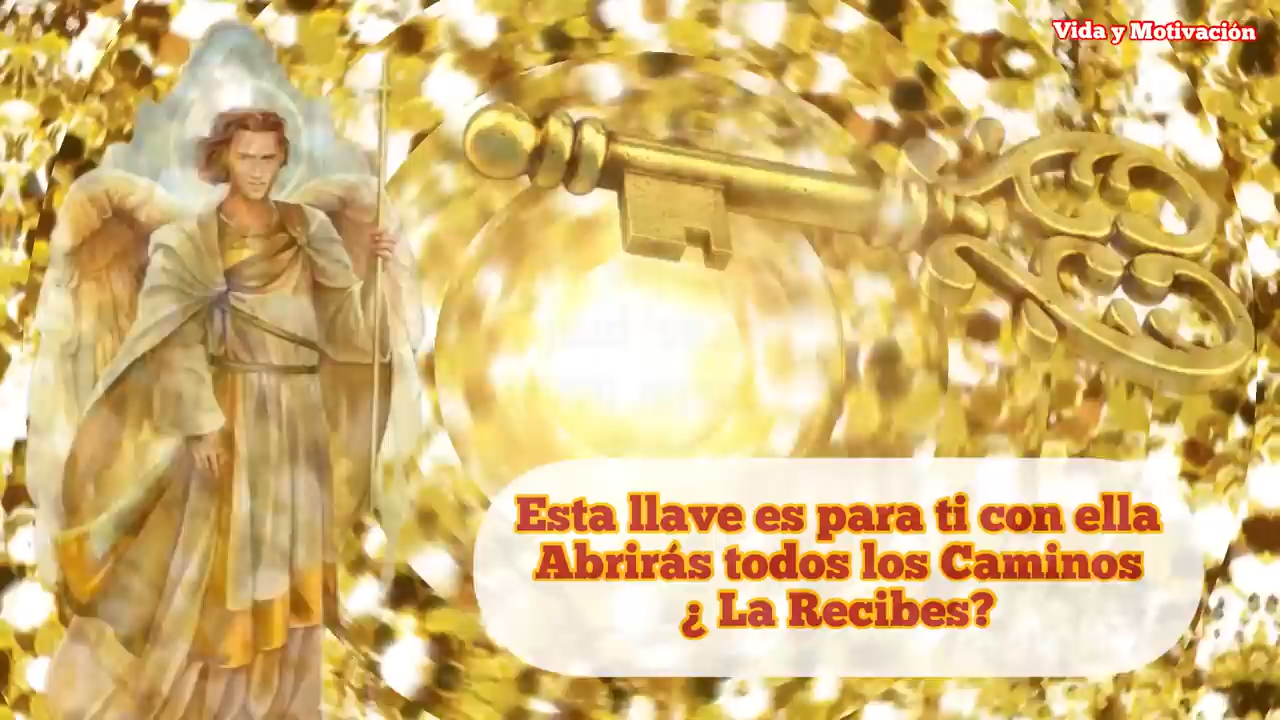 Vida y Motivación
Esta llave es para ti con ella
Abrirás todos los Caminos
¿ La Recibes?